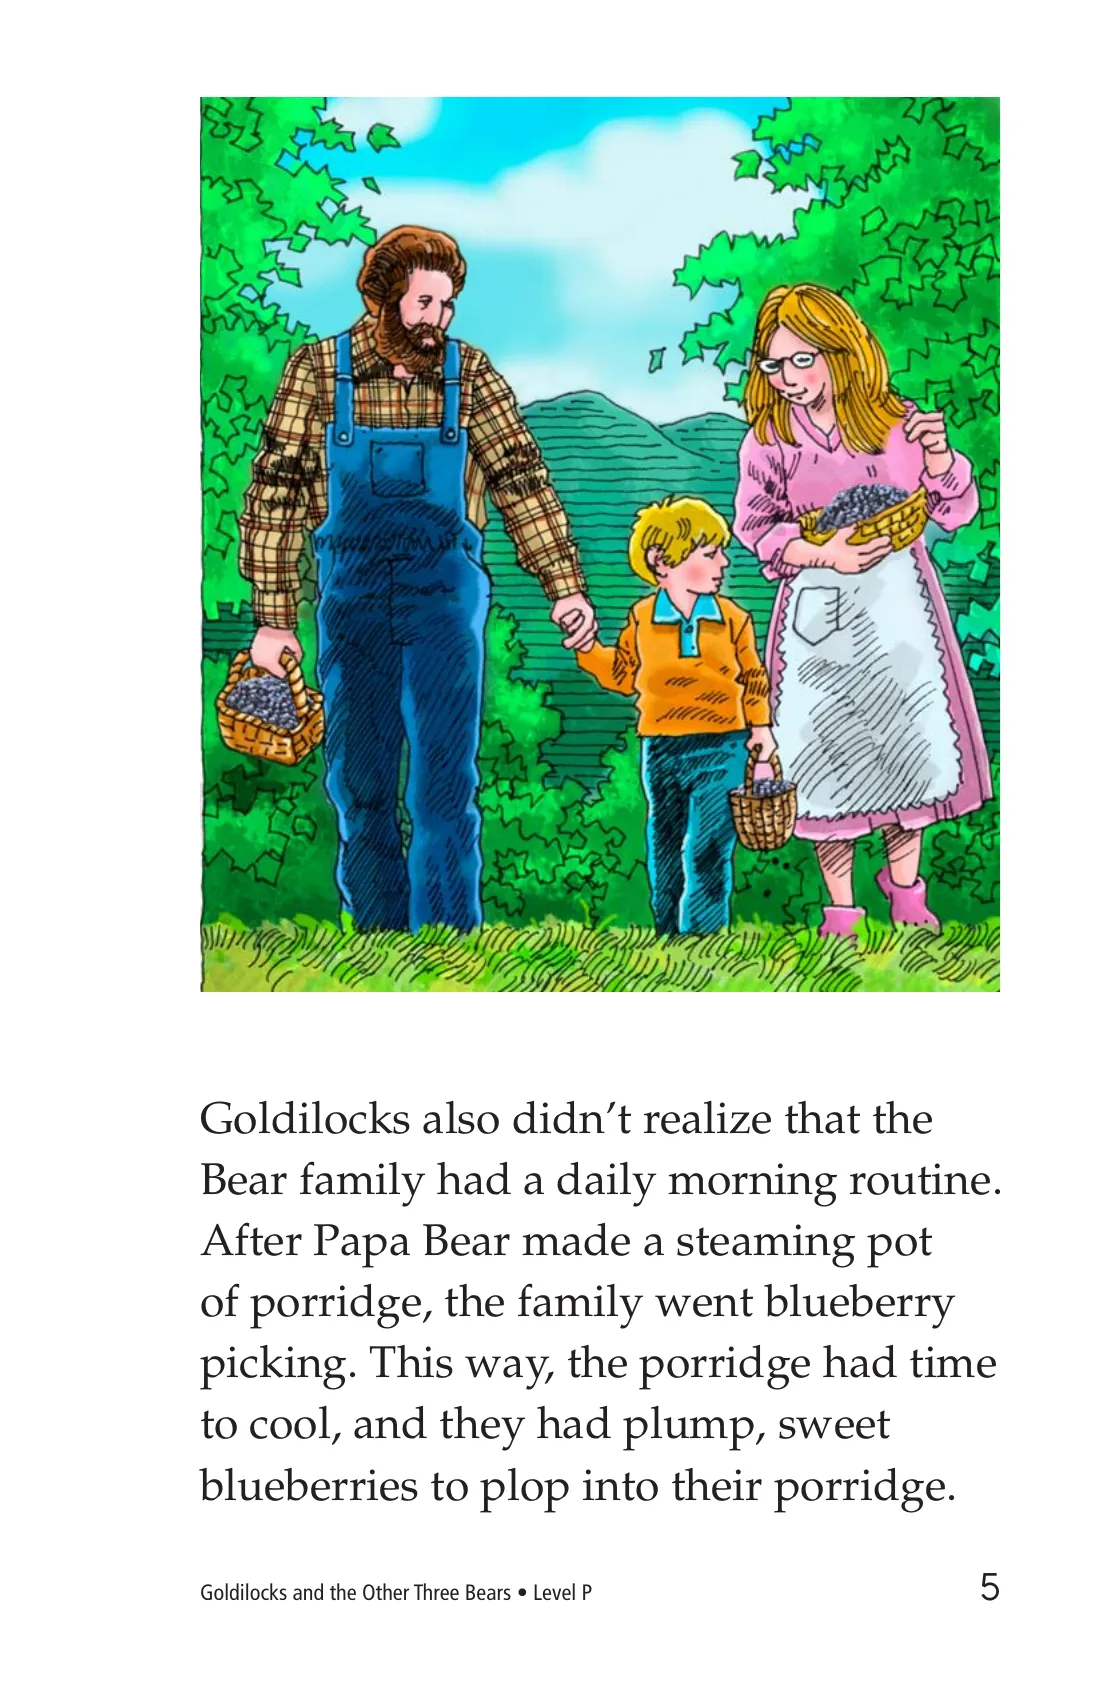 Goldilocks also didn’t realize that the
Bear family had a daily morning routine.
After Papa Bear made a steaming pot
of porridge, the family went blueberry
picking. This way, the porridge had time
to cool, and they had plump, sweet
blueberries to plop into their porridge.
Goldilocks and the Other Three Bears • Level P
5